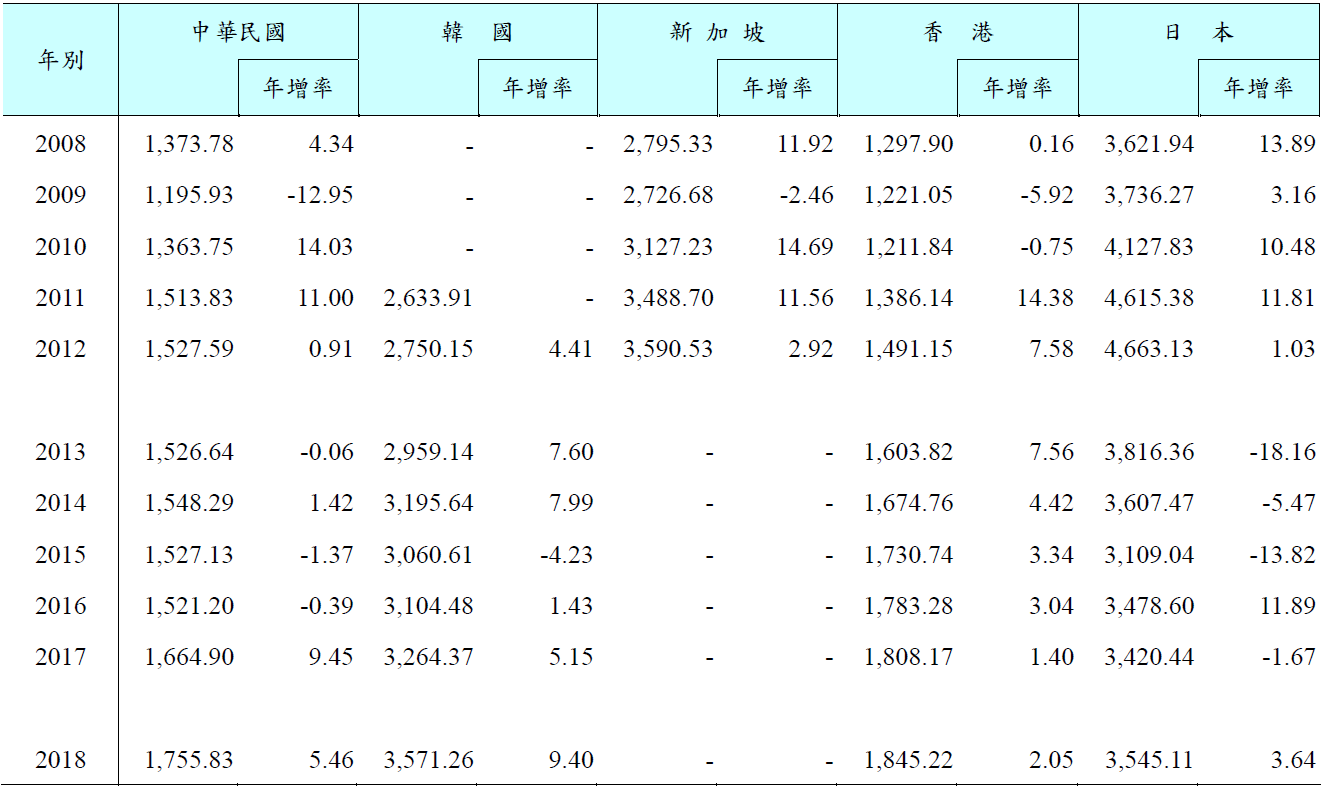 年別 中華民國 韓國 新加坡 香港 日本
年增率 年增率 年增率 年增率 年增率
2008 1,373.78 4.34 - - 2,795.33 11.92 1,297.90 0.16 3,621.94 13.89
2009 1,195.93 -12.95 - - 2,726.68 -2.46 1,221.05 -5.92 3,736.27 3.16
2010 1,363.75 14.03 - - 3,127.23 14.69 1,211.84 -0.75 4,127.83 10.48
2011 1,513.83 11.00 2,633.91 - 3,488.70 11.56 1,386.14 14.38 4,615.38 11.81
2012 1,527.59 0.91 2,750.15 4.41 3,590.53 2.92 1,491.15 7.58 4,663.13 1.03
2013 1,526.64 -0.06 2,959.14 7.60 - - 1,603.82 7.56 3,816.36 -18.16
2014 1,548.29 1.42 3,195.64 7.99 - - 1,674.76 4.42 3,607.47 -5.47
2015 1,527.13 -1.37 3,060.61 -4.23 - - 1,730.74 3.34 3,109.04 -13.82
2016 1,521.20 -0.39 3,104.48 1.43 - - 1,783.28 3.04 3,478.60 11.89
2017 1,664.90 9.45 3,264.37 5.15 - - 1,808.17 1.40 3,420.44 -1.67
2018 1,755.83 5.46 3,571.26 9.40 - - 1,845.22 2.05 3,545.11 3.64